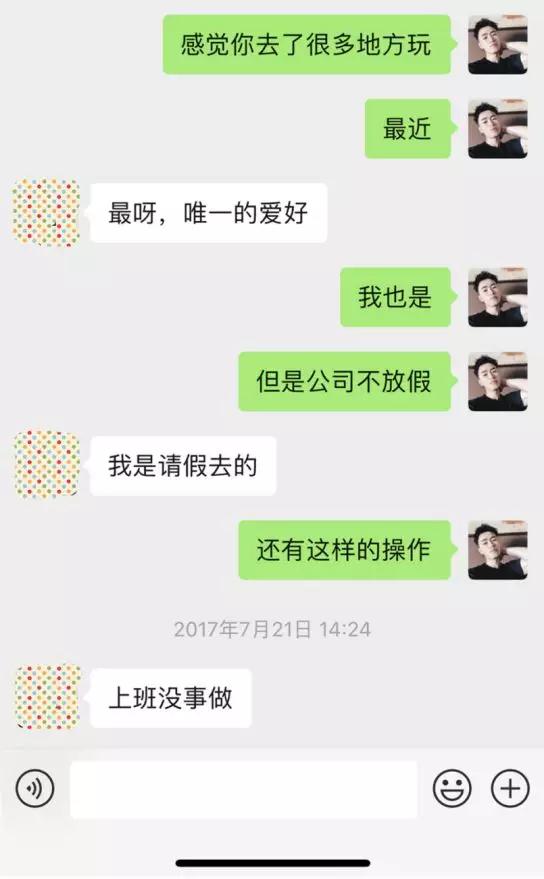 感觉你去了很多地方玩
最近
最呀，唯一的爱好
我也是
但是公司不放假
我是请假去的
还有这样的操作
2017年7月21日 14:24
上班没事做